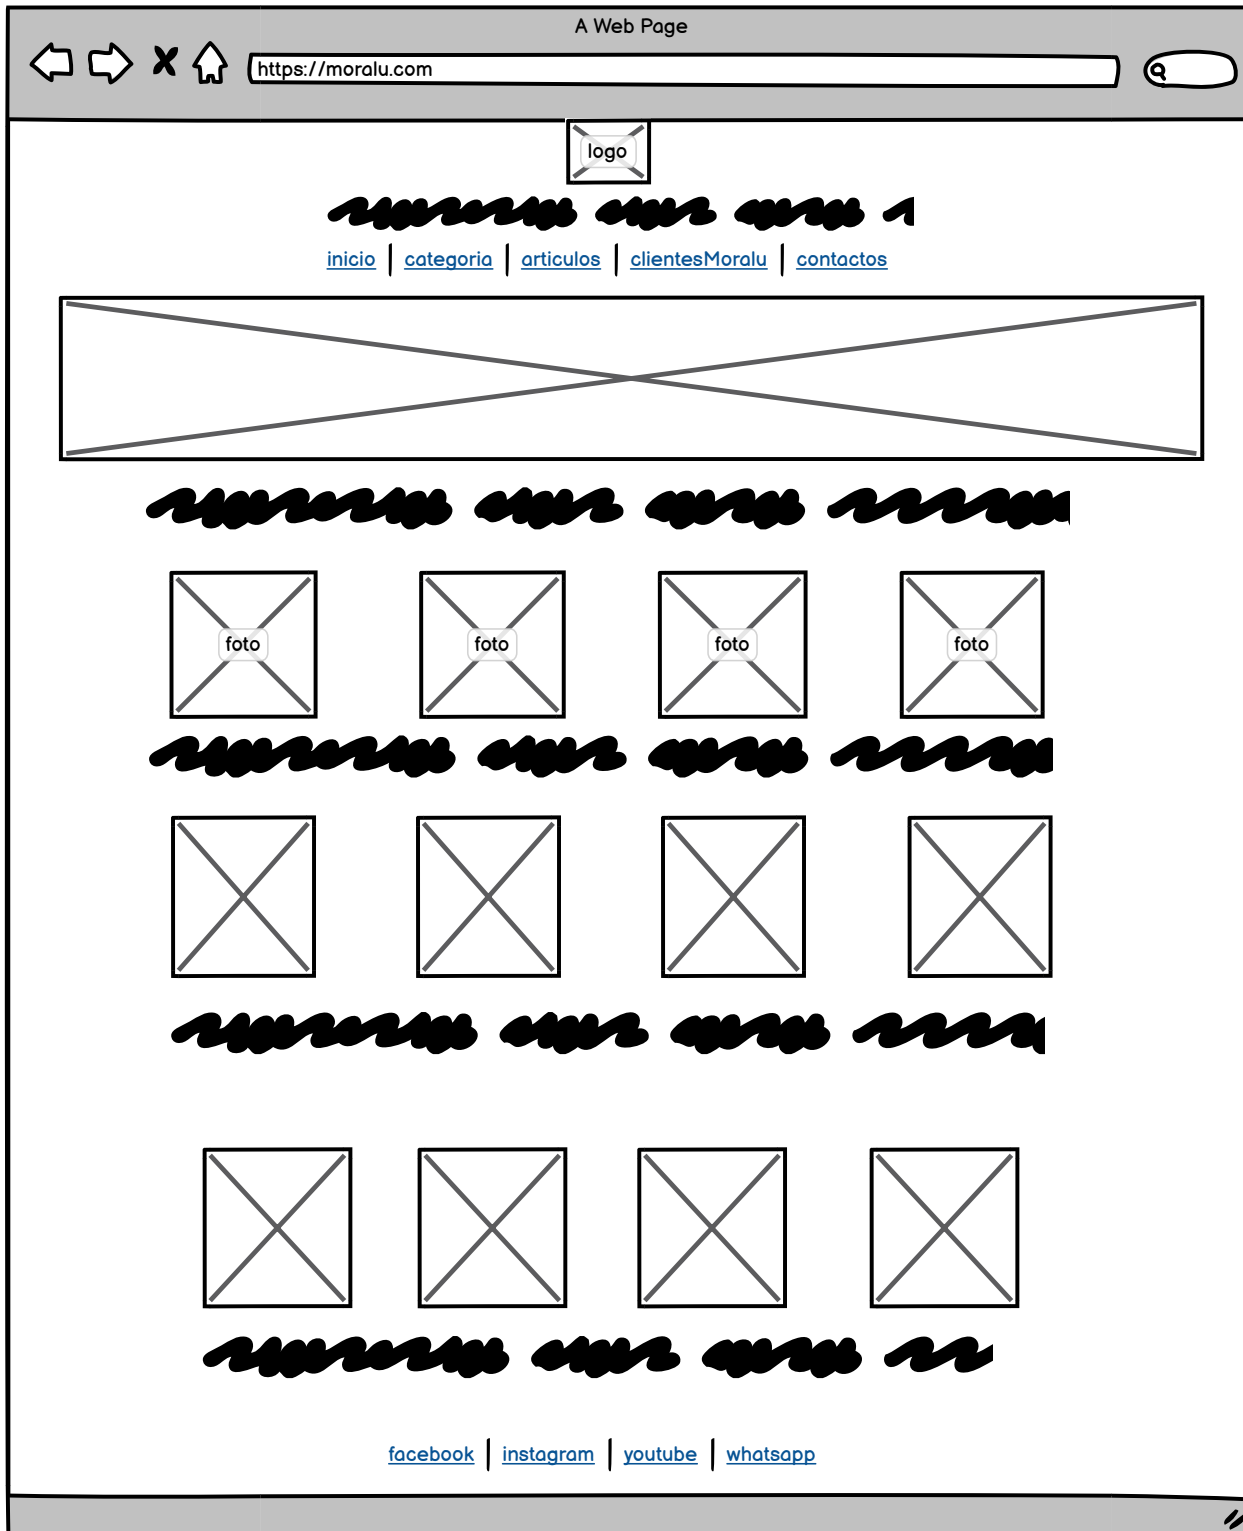 A Web Page
https://moralu.com
logo
inicio | categoria | articulos | clientesMoralu | contactos
foto foto foto foto
facebook | instagram | youtube | whatsapp